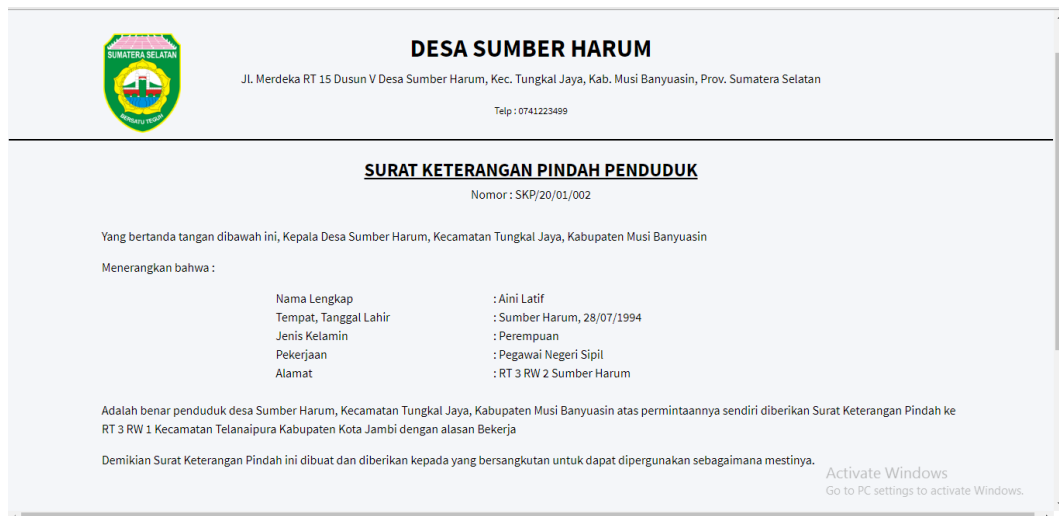 SUMATERA SELATAN
BERSATU TEGUH
DESA SUMBER HARUM
Jl. Merdeka RT 15 Dusun V Desa Sumber Harum, Kec. Tungkal Jaya, Kab. Musi Banyuasin, Prov. Sumatera Selatan
Telp : 0741223499
SURAT KETERANGAN PINDAH PENDUDUK
Nomor : SKP/20/01/002
Yang bertanda tangan dibawah ini, Kepala Desa Sumber Harum, Kecamatan Tungkal Jaya, Kabupaten Musi Banyuasin
Menerangkan bahwa :
Nama Lengkap : Aini Latif
Tempat, Tanggal Lahir : Sumber Harum, 28/07/1994
Jenis Kelamin : Perempuan
Pekerjaan : Pegawai Negeri Sipil
Alamat : RT 3 RW 2 Sumber Harum
Adalah benar penduduk desa Sumber Harum, Kecamatan Tungkal Jaya, Kabupaten Musi Banyuasin atas permintaannya sendiri diberikan Surat Keterangan Pindah ke
RT 3 RW 1 Kecamatan Telanaipura Kabupaten Kota Jambi dengan alasan Bekerja
Demikian Surat Keterangan Pindah ini dibuat dan diberikan kepada yang bersangkutan untuk dapat dipergunakan sebagaimana mestinya.
Activate Windows
Go to PC settings to activate Windows.